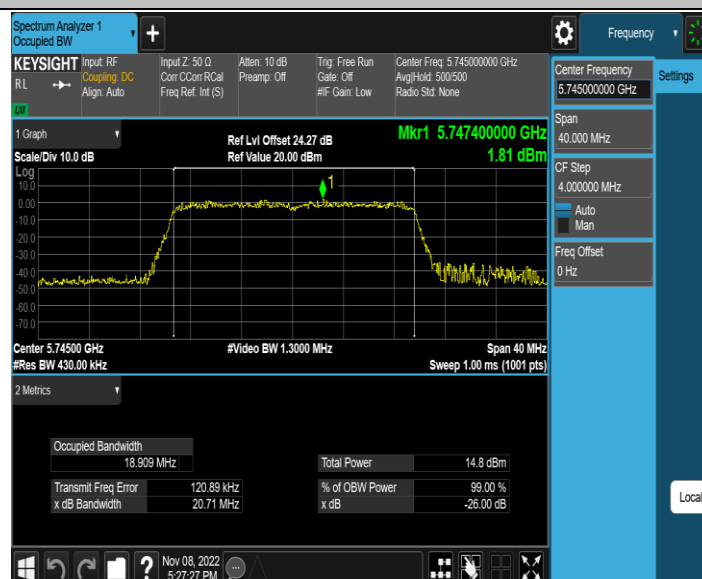 Spectrum Analyzer 1
Occupied BW
+
Frequency
KEYSIGHT
RL
Input: RF
Coupling: DC
Align: Auto
Input Z: 50 Ω
Corr CCorr RCal
Freq Ref: Int (S)
Atten: 10 dB
Preamp: Off
Trig: Free Run
Gate: Off
#IF Gain: Low
Center Freq: 5.745000000 GHz
Avg|Hold: 500/500
Radio Std: None
Center Frequency
5.745000000 GHz
Settings
Span
40.000 MHz
CF Step
4.000000 MHz
Auto
Man
Freq Offset
0 Hz
Local
1 Graph
Scale/Div 10.0 dB
Ref Lvl Offset 24.27 dB
Ref Value 20.00 dBm
Mkr1 5.747400000 GHz
1.81 dBm
Log
10.0
0.00
-10.0
-20.0
-30.0
-40.0
-50.0
-60.0
-70.0
1
Center 5.74500 GHz
#Video BW 1.3000 MHz
Span 40 MHz
#Res BW 430.00 kHz
Sweep 1.00 ms (1001 pts)
2 Metrics
Occupied Bandwidth
18.909 MHz
Total Power 14.8 dBm
Transmit Freq Error 120.89 kHz
% of OBW Power 99.00 %
x dB Bandwidth 20.71 MHz
x dB -26.00 dB
?
Nov 08, 2022
5:27:27 PM